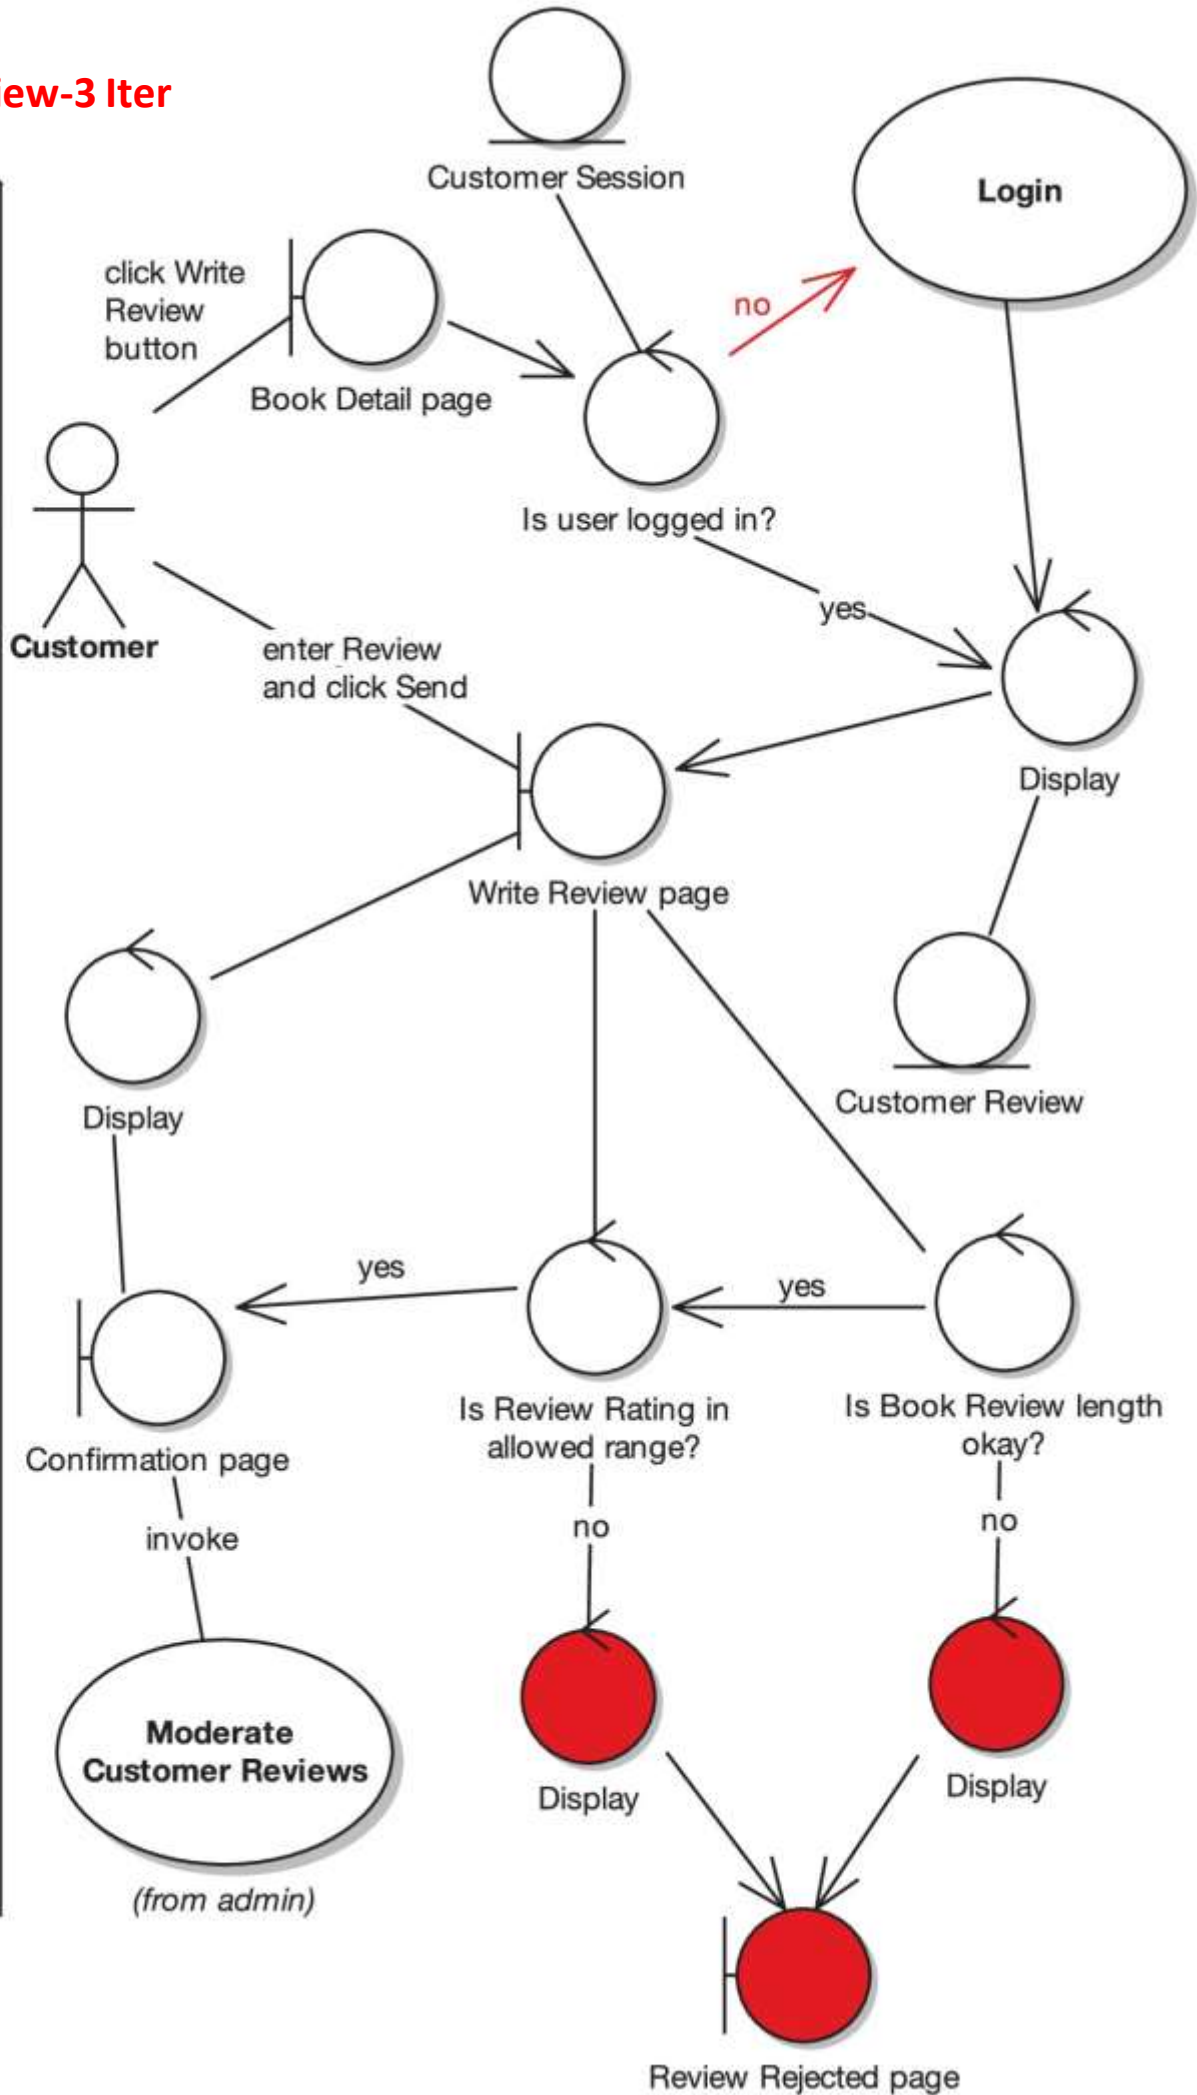 iew-3 Iter
Customer Session
Login
click Write
Review
button
no
Book Detail page
Is user logged in?
yes
Customer
enter Review
and click Send
Display
Write Review page
Customer Review
Display
yes
yes
Is Review Rating in
allowed range?
Is Book Review length
okay?
Confirmation page
no
no
invoke
Moderate
Customer Reviews
Display
Display
(from admin)
Review Rejected page